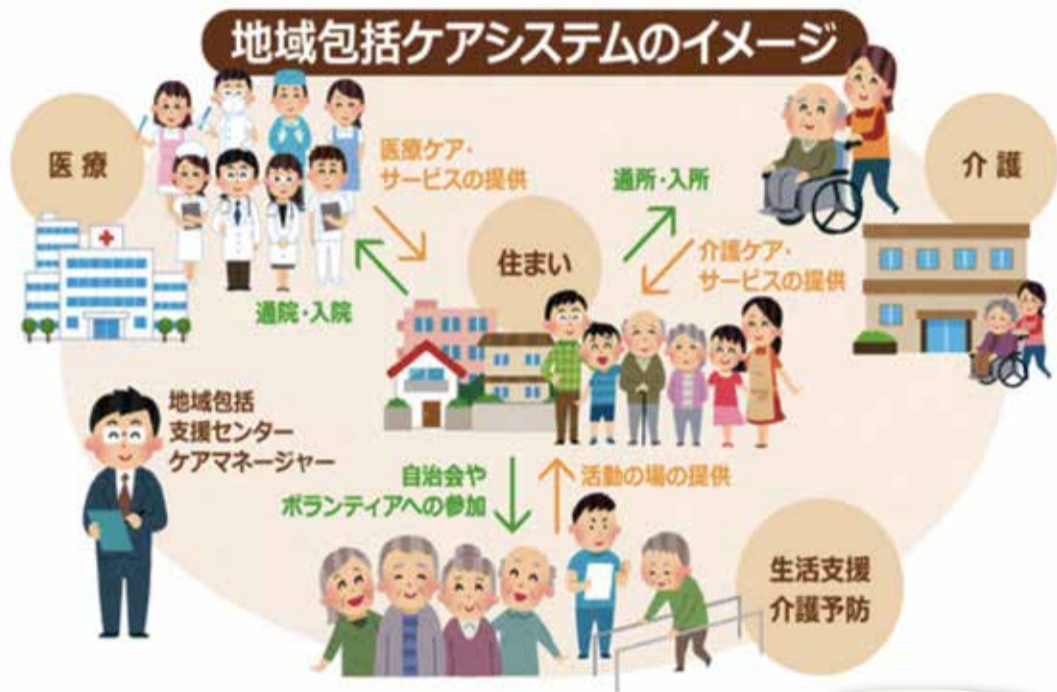 地域包括ケアシステムのイメージ
医療
医療ケア・
サービスの提供
通院・入院
住まい
通所・入所
介護ケア・
サービスの提供
介護
地域包括
支援センター
ケアマネージャー
自治会や
ボランティアへの参加
活動の場の提供
生活支援
介護予防